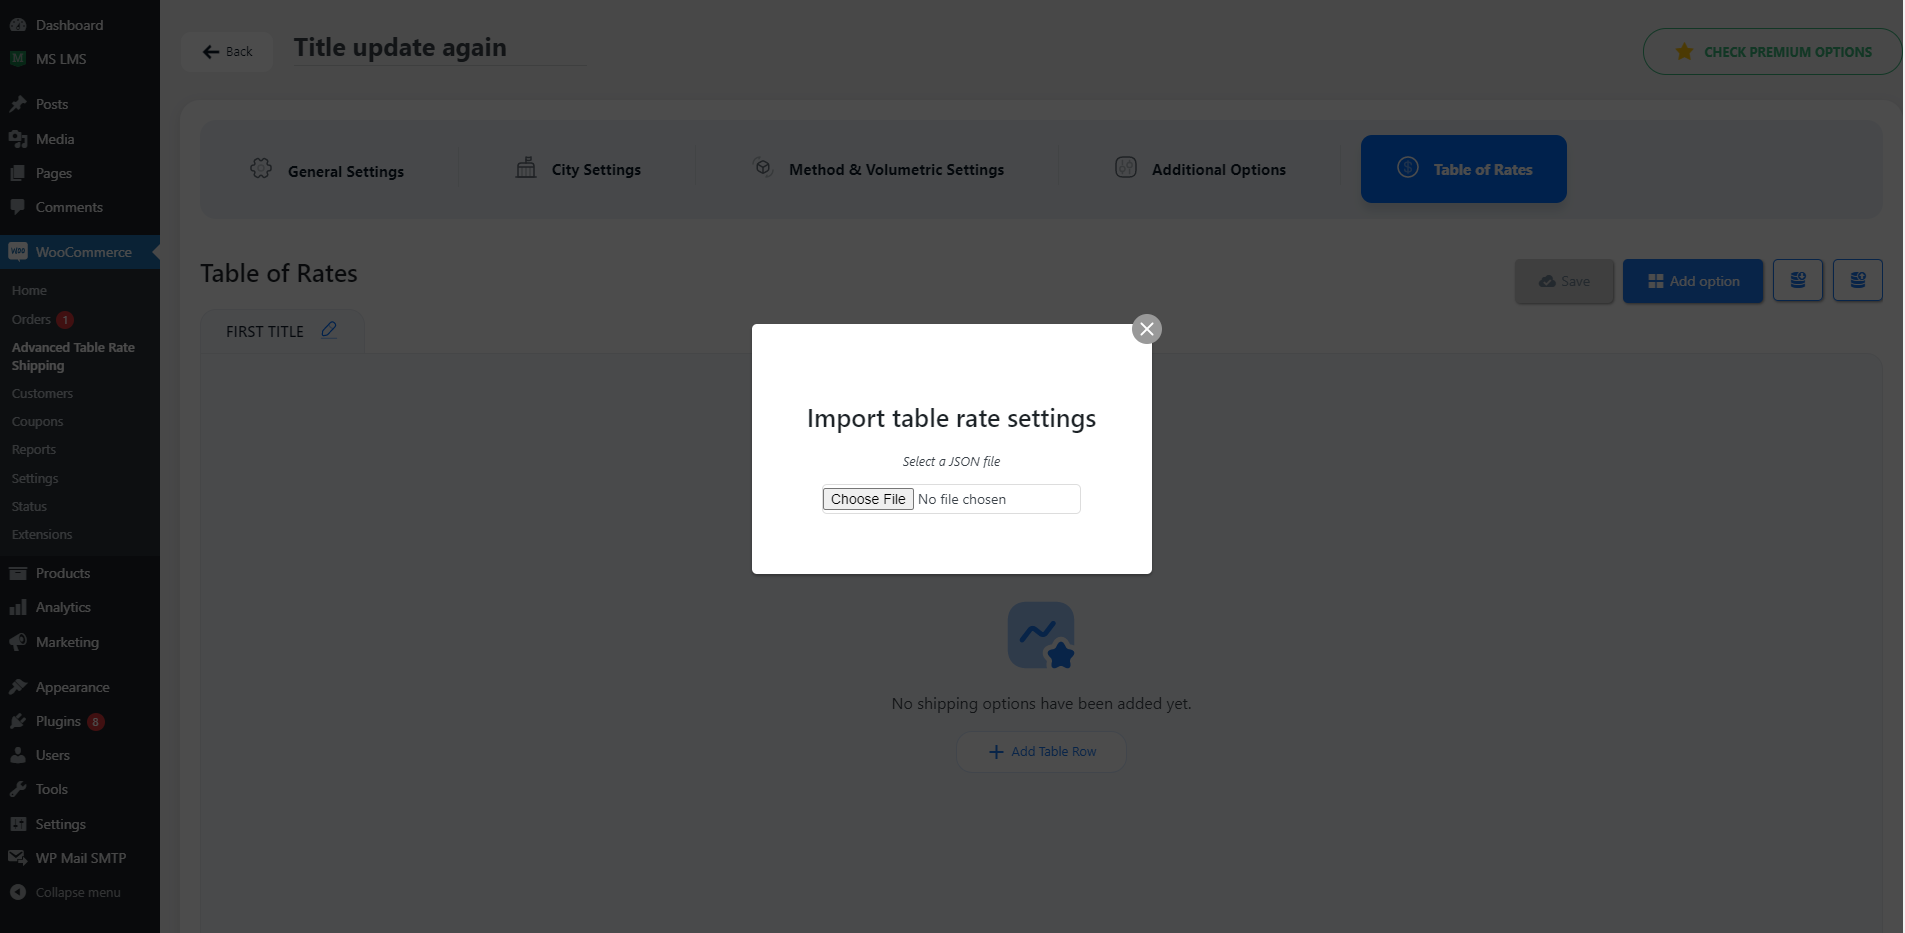 Dashboard
MS LMS
Posts
Media
Pages
Comments
WooCommerce
Home
Orders 1
Advanced Table Rate
Shipping
Customers
Coupons
Reports
Settings
Status
Extensions
Products
Analytics
Marketing
Appearance
Plugins 8
Users
Tools
Settings
WP Mail SMTP
Collapse menu
Back
Title update again
CHECK PREMIUM OPTIONS
General Settings
City Settings
Method & Volumetric Settings
Additional Options
Table of Rates
Table of Rates
Save
Add option
FIRST TITLE
Import table rate settings
Select a JSON file
Choose File No file chosen
No shipping options have been added yet.
Add Table Row